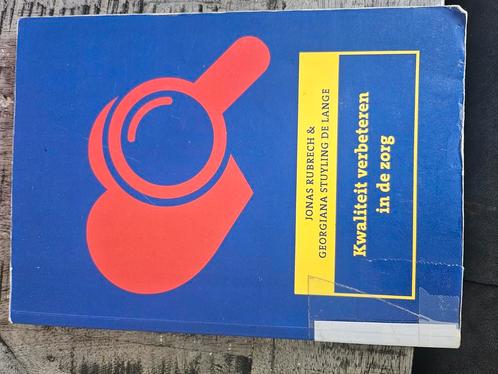 JONAS RUBRECH &
GEORGIANA STUYLING DE LANGE
Kwaliteit verbeteren
in de zorg